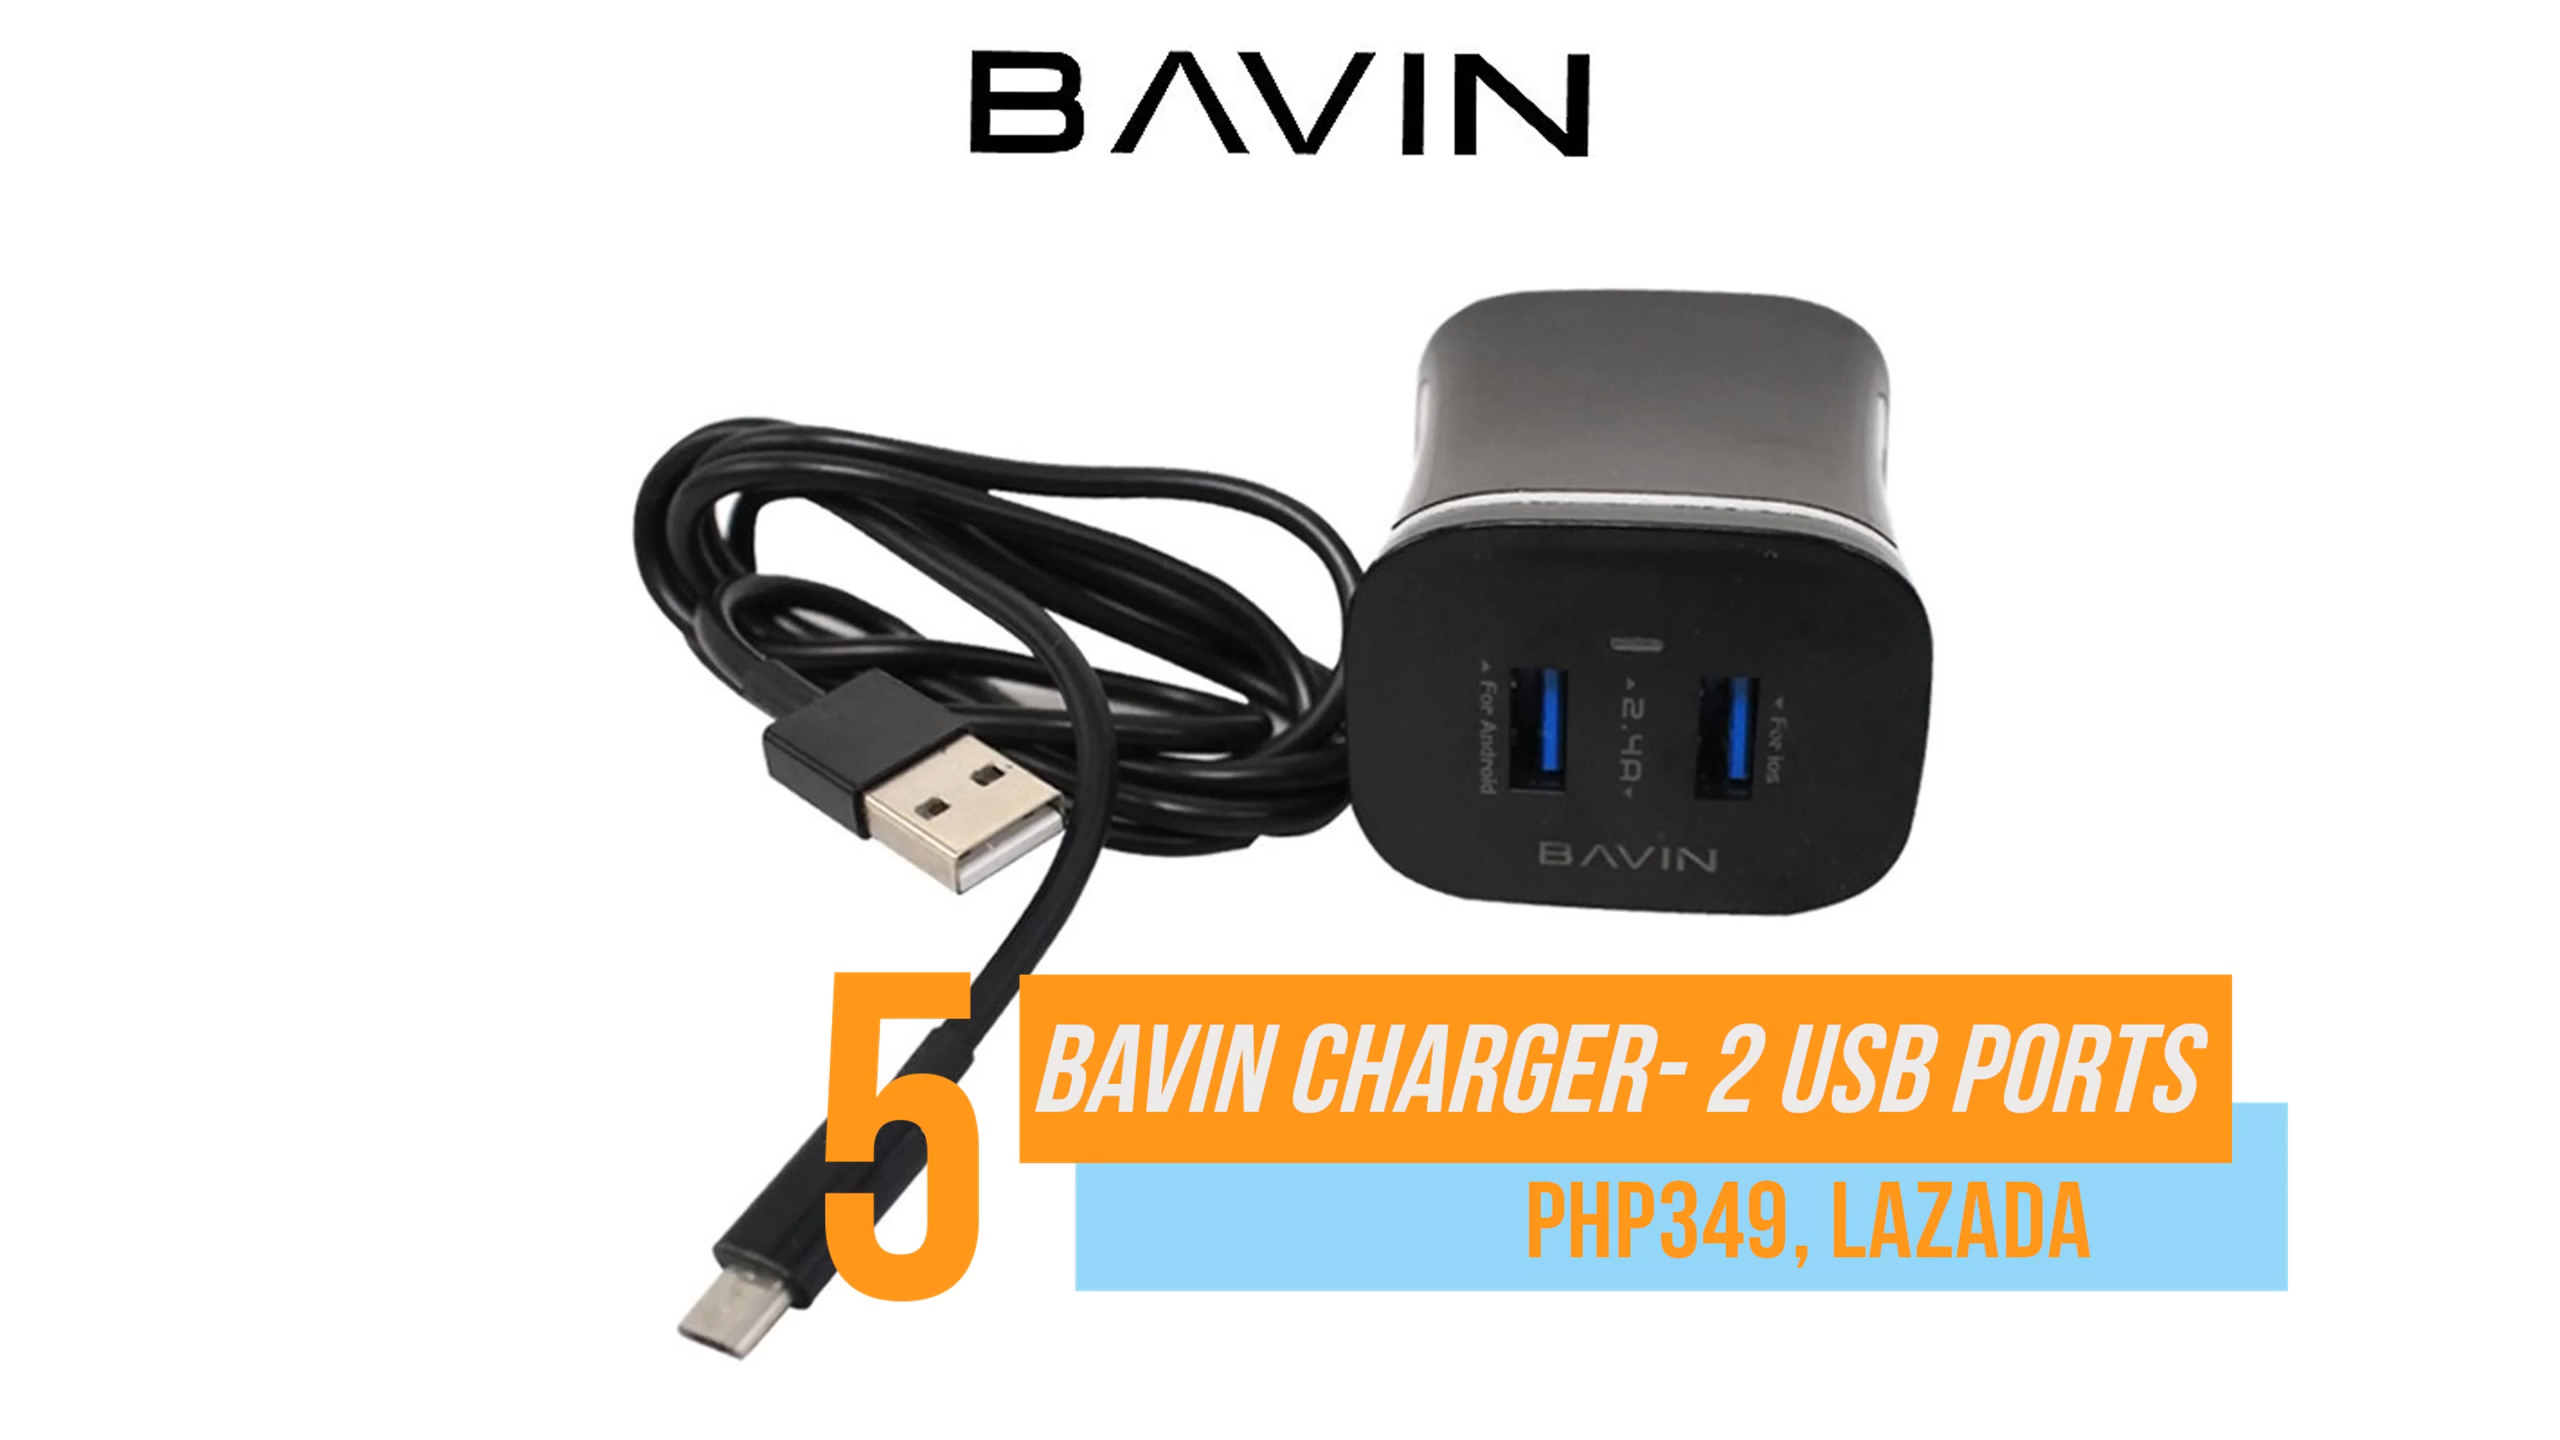 BAVIN
For Android
2.4A
For Ios
BAVIN
5
BAVIN CHARGER- 2 USB PORTS
PHP349, LAZADA